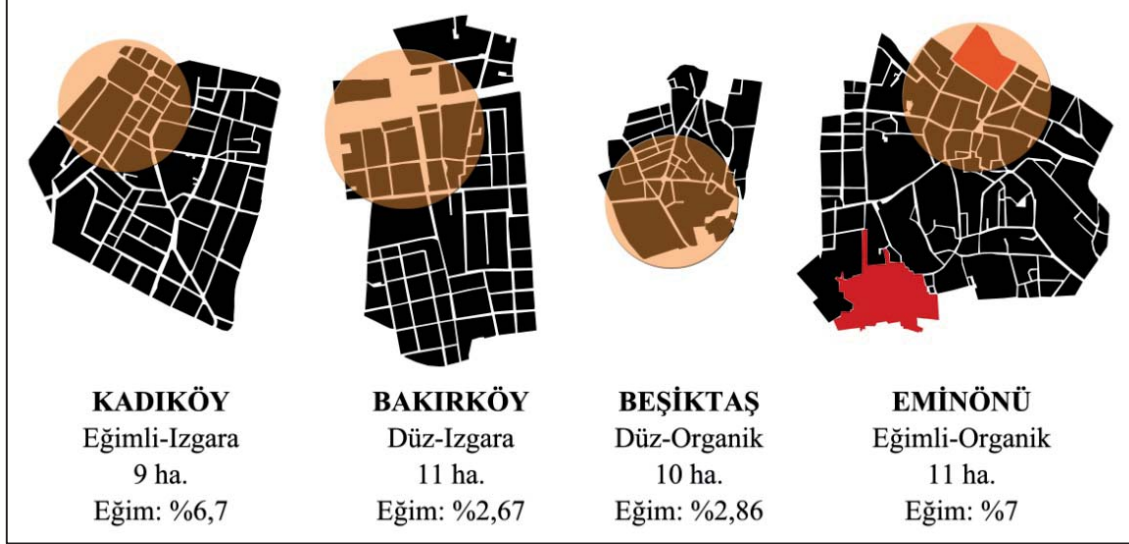 KADIKÖY
Eğimli-Izgara
9 ha.
Eğim: %6,7
BAKIRKÖY
Düz-Izgara
11 ha.
Eğim: %2,67
BEŞİKTAŞ
Düz-Organik
10 ha.
Eğim: %2,86
EMİNÖNÜ
Eğimli-Organik
11 ha.
Eğim: %7